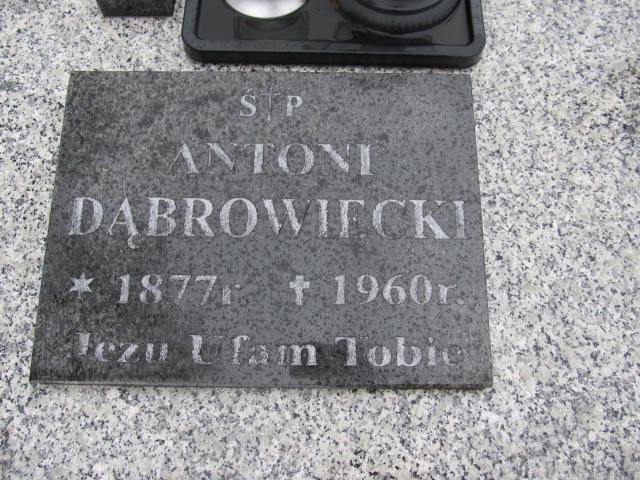 Ś†P
ANTONI
DĄBROWIECKI
* 1877r. † 1960r.
Jezu Ufam Tobie